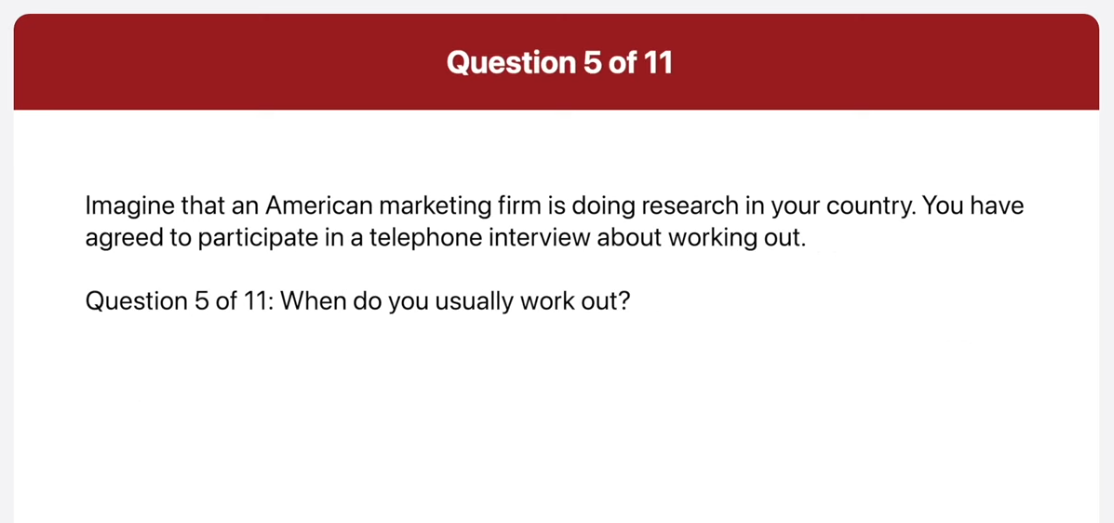 Question 5 of 11
Imagine that an American marketing firm is doing research in your country. You have
agreed to participate in a telephone interview about working out.
Question 5 of 11: When do you usually work out?